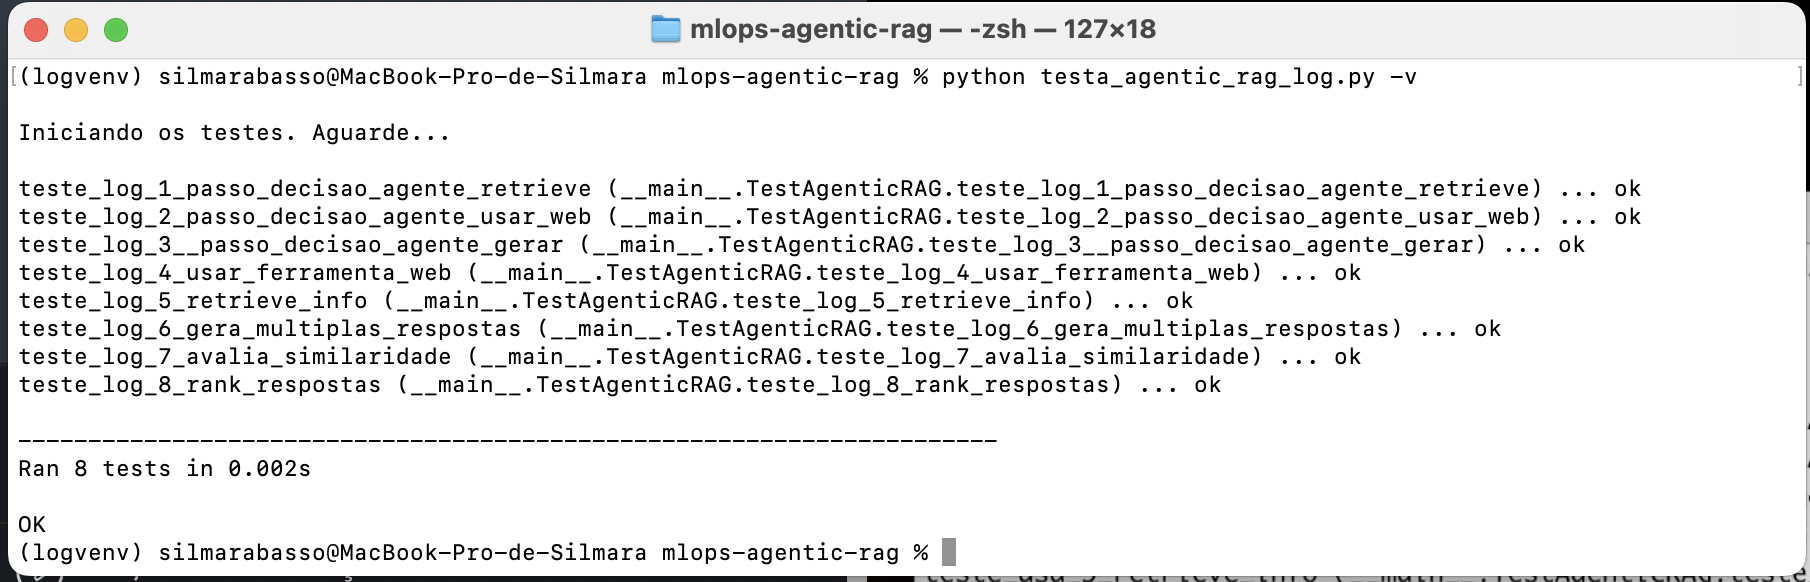 mlops-agentic-rag — -zsh — 127×18
[(logvenv) silmarabasso@MacBook-Pro-de-Silmara mlops-agentic-rag % python testa_agentic_rag_log.py -v ]
Iniciando os testes. Aguarde...
teste_log_1_passo_decisao_agente_retrieve (__main__.TestAgenticRAG.teste_log_1_passo_decisao_agente_retrieve) ... ok
teste_log_2_passo_decisao_agente_usar_web (__main__.TestAgenticRAG.teste_log_2_passo_decisao_agente_usar_web) ... ok
teste_log_3__passo_decisao_agente_gerar (__main__.TestAgenticRAG.teste_log_3__passo_decisao_agente_gerar) ... ok
teste_log_4_usar_ferramenta_web (__main__.TestAgenticRAG.teste_log_4_usar_ferramenta_web) ... ok
teste_log_5_retrieve_info (__main__.TestAgenticRAG.teste_log_5_retrieve_info) ... ok
teste_log_6_gera_multiplas_respostas (__main__.TestAgenticRAG.teste_log_6_gera_multiplas_respostas) ... ok
teste_log_7_avalia_similaridade (__main__.TestAgenticRAG.teste_log_7_avalia_similaridade) ... ok
teste_log_8_rank_respostas (__main__.TestAgenticRAG.teste_log_8_rank_respostas) ... ok
----------------------------------------------------------------------
Ran 8 tests in 0.002s
OK
(logvenv) silmarabasso@MacBook-Pro-de-Silmara mlops-agentic-rag %